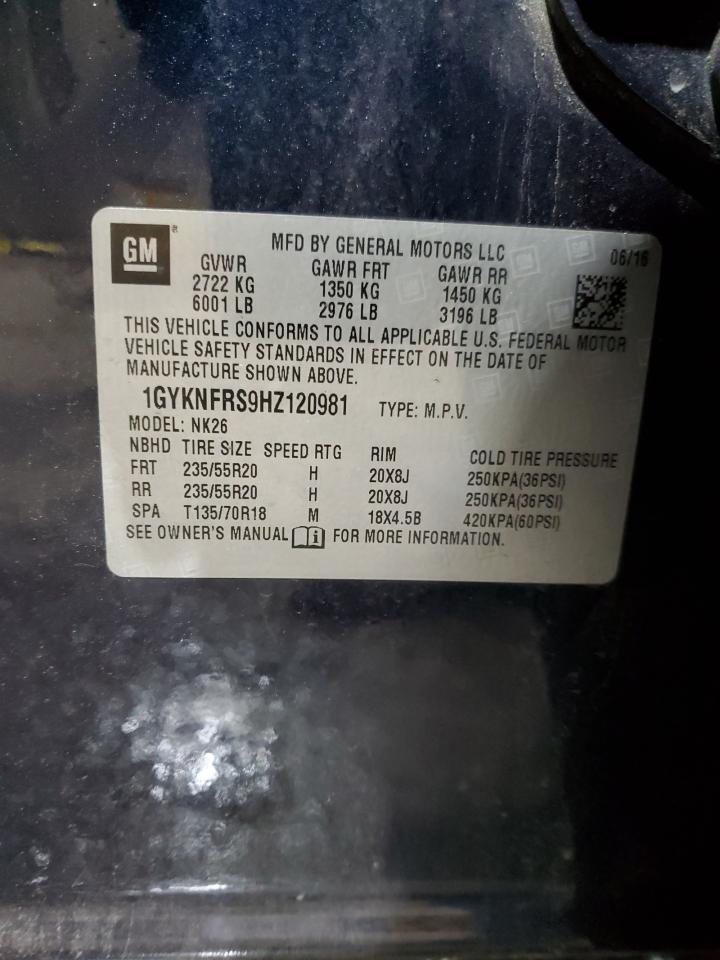 GM
MFD BY GENERAL MOTORS LLC 06/16
GVWR GAWR FRT GAWR RR
2722 KG 1350 KG 1450 KG
6001 LB 2976 LB 3196 LB
THIS VEHICLE CONFORMS TO ALL APPLICABLE U.S. FEDERAL MOTOR
VEHICLE SAFETY STANDARDS IN EFFECT ON THE DATE OF
MANUFACTURE SHOWN ABOVE.
1GYKNFRS9HZ120981 TYPE: M.P.V.
MODEL: NK26
NBHD TIRE SIZE SPEED RTG RIM COLD TIRE PRESSURE
FRT 235/55R20 H 20X8J 250KPA(36PSI)
RR 235/55R20 H 20X8J 250KPA(36PSI)
SPA T135/70R18 M 18X4.5B 420KPA(60PSI)
SEE OWNER'S MANUAL i FOR MORE INFORMATION.